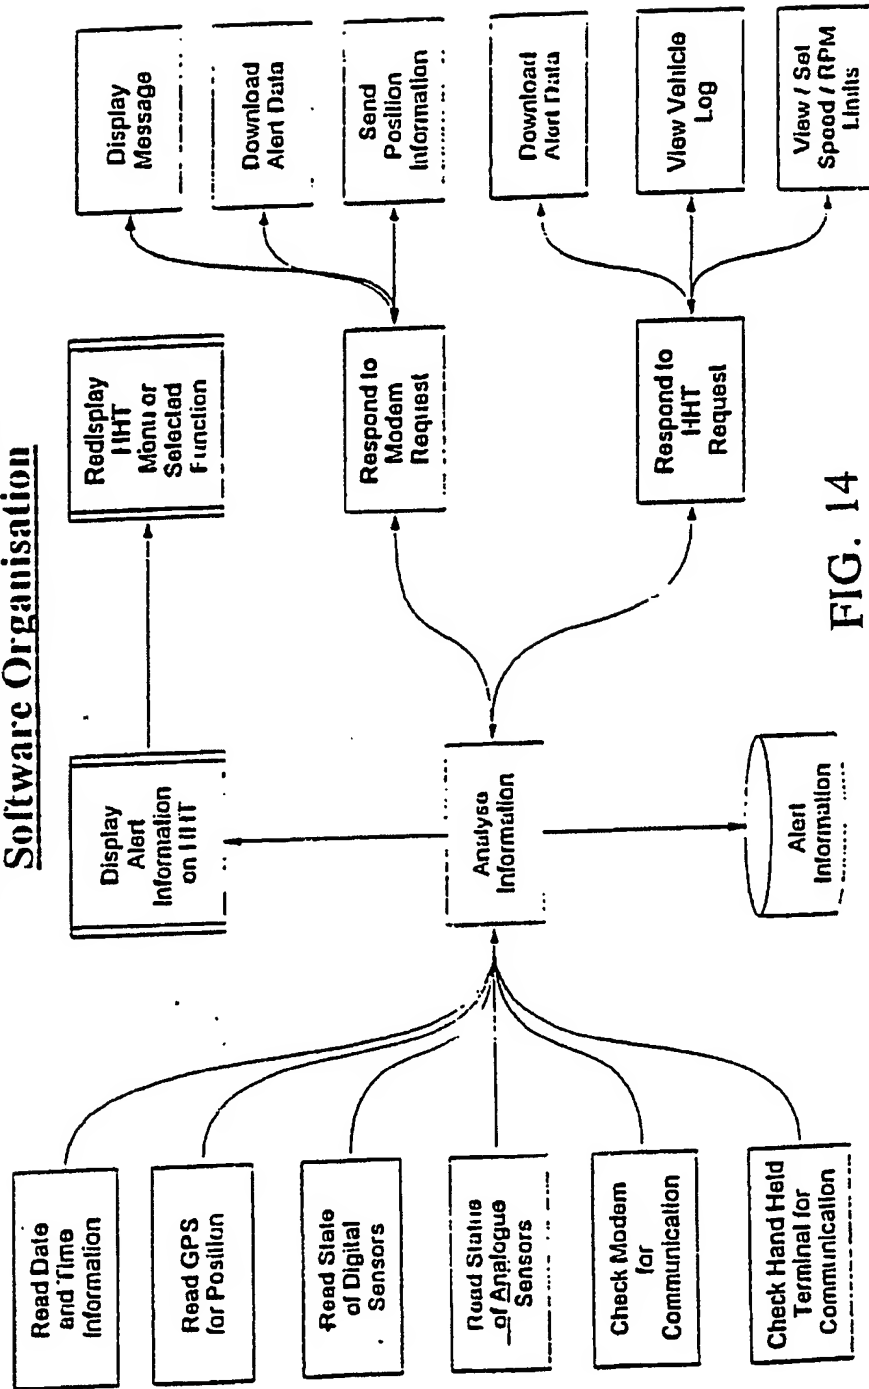 Software Organisation
Read Date
and Time
Information
Read GPS
for Position
Read State
of Digital
Sensors
Read Status
of Analogue
Sensors
Check Modem
for
Communication
Check Hand Held
Terminal for
Communication
Display
Alert
Information
on HHT
Analyse
Information
Alert
Information
Redisplay
HHT
Menu or
Selected
Function
Respond to
Modem
Request
Respond to
HHT
Request
Display
Message
Download
Alert Data
Send
Position
Information
Download
Alert Data
View Vehicle
Log
View / Set
Speed / RPM
Limits
FIG. 14